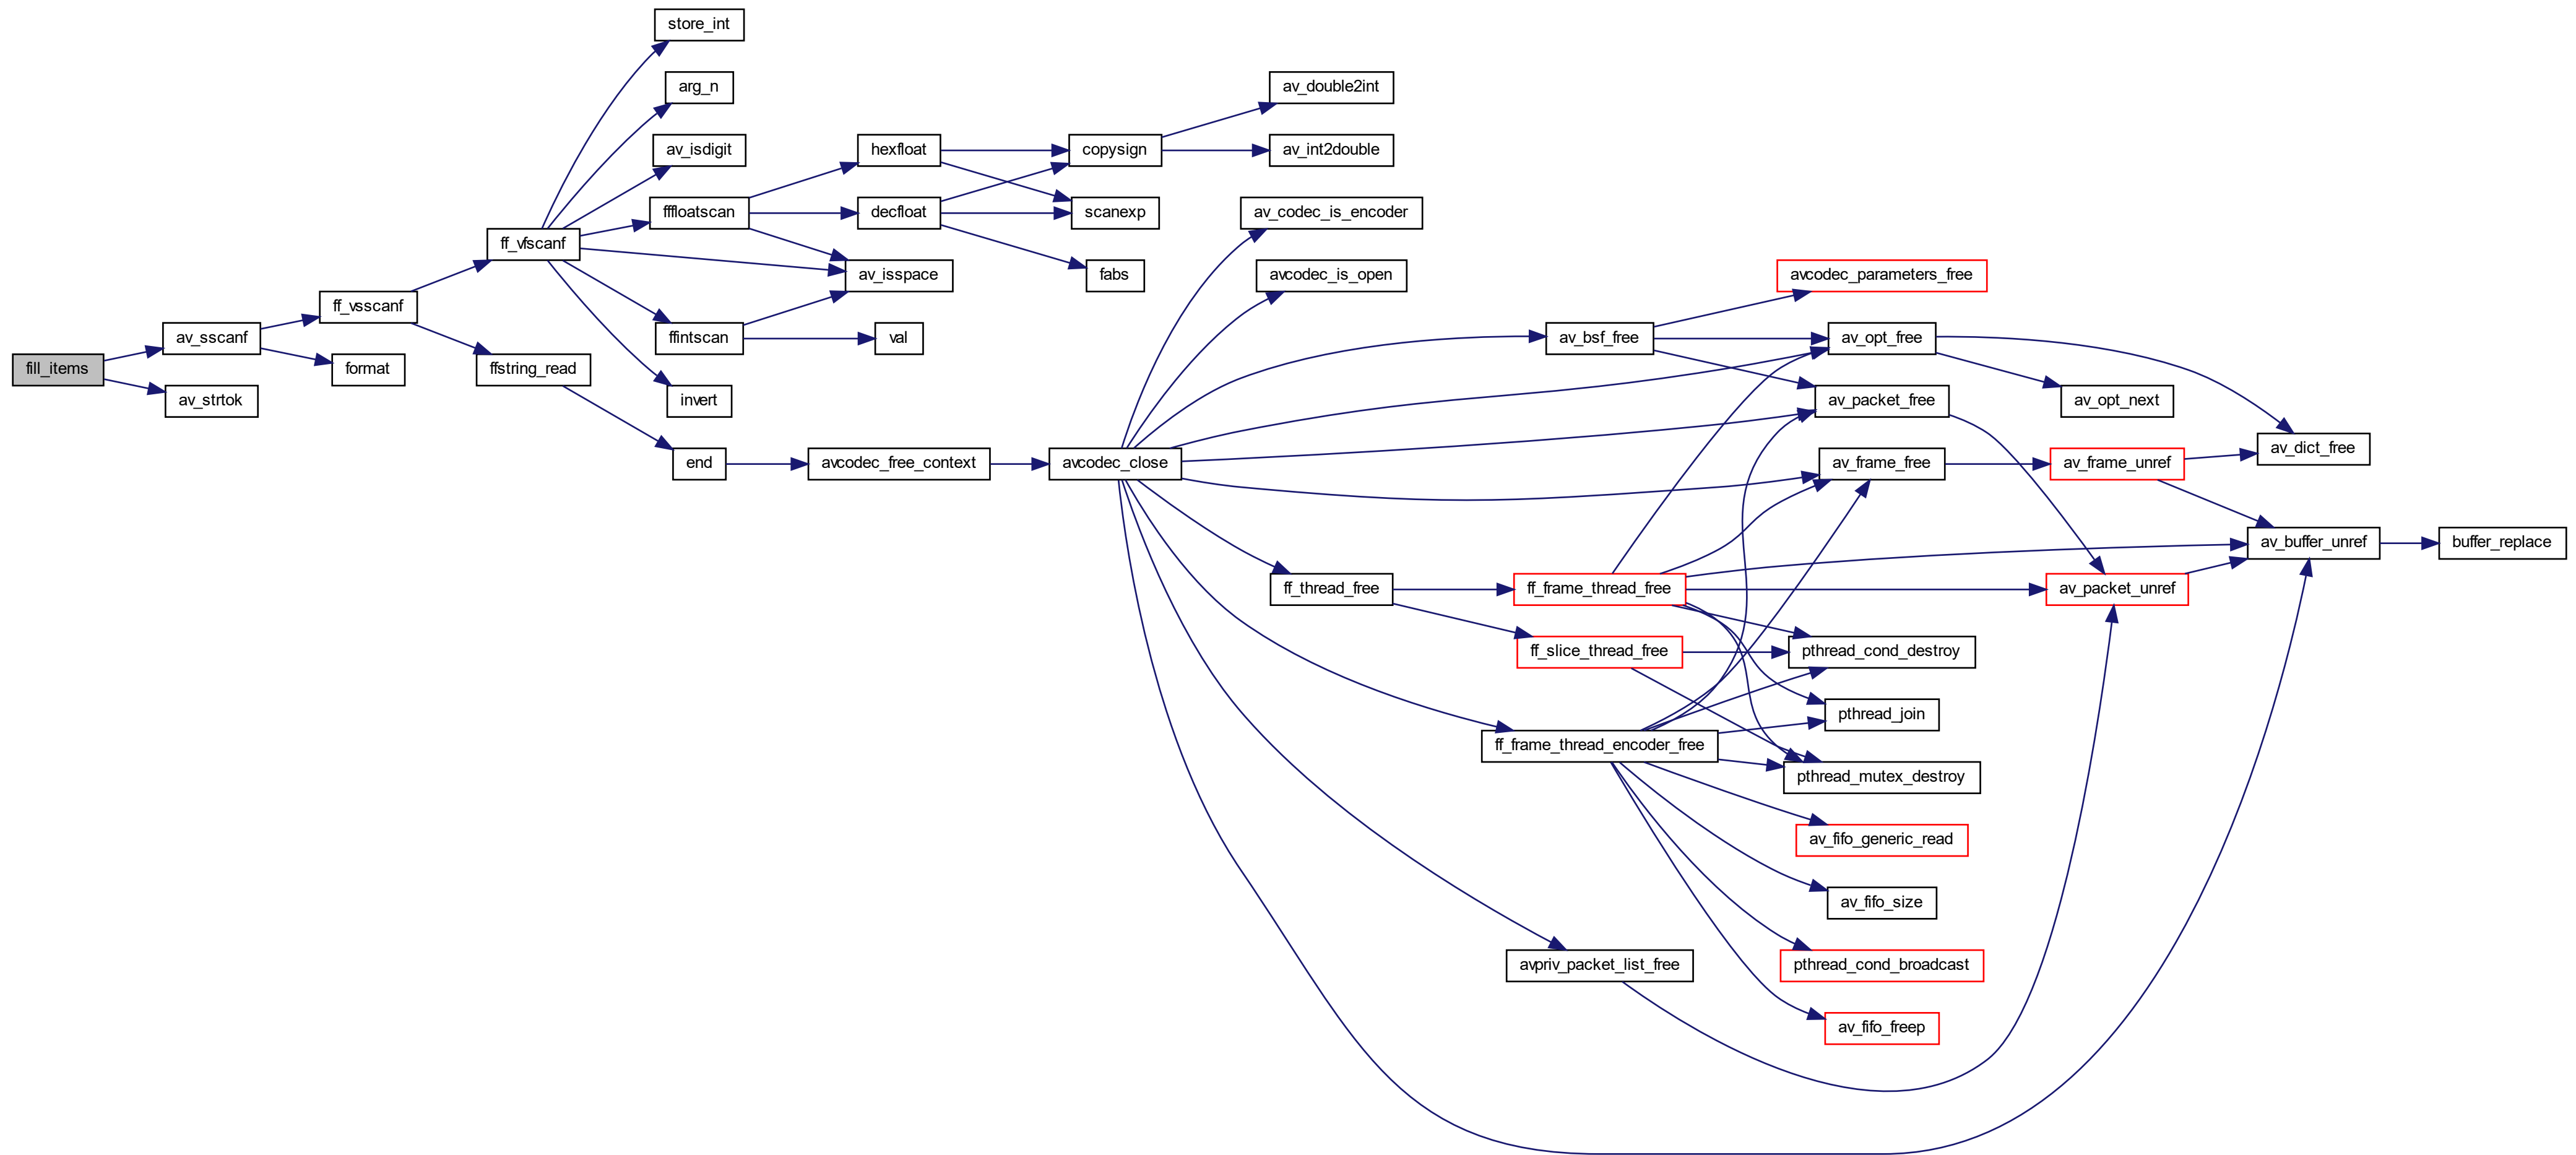 store_int
arg_n
av_double2int
av_isdigit
hexfloat
copysign
av_int2double
fffloatscan
decfloat
scanexp
av_codec_is_encoder
ff_vfscanf
av_isspace
fabs
avcodec_is_open
avcodec_parameters_free
ff_vsscanf
av_sscanf
ffintscan
val
av_bsf_free
av_opt_free
fill_items
format
ffstring_read
av_strtok
invert
av_packet_free
av_opt_next
end
avcodec_free_context
avcodec_close
av_frame_free
av_frame_unref
av_dict_free
av_buffer_unref
buffer_replace
ff_thread_free
ff_frame_thread_free
av_packet_unref
ff_slice_thread_free
pthread_cond_destroy
pthread_join
ff_frame_thread_encoder_free
pthread_mutex_destroy
av_fifo_generic_read
av_fifo_size
avpriv_packet_list_free
pthread_cond_broadcast
av_fifo_freep